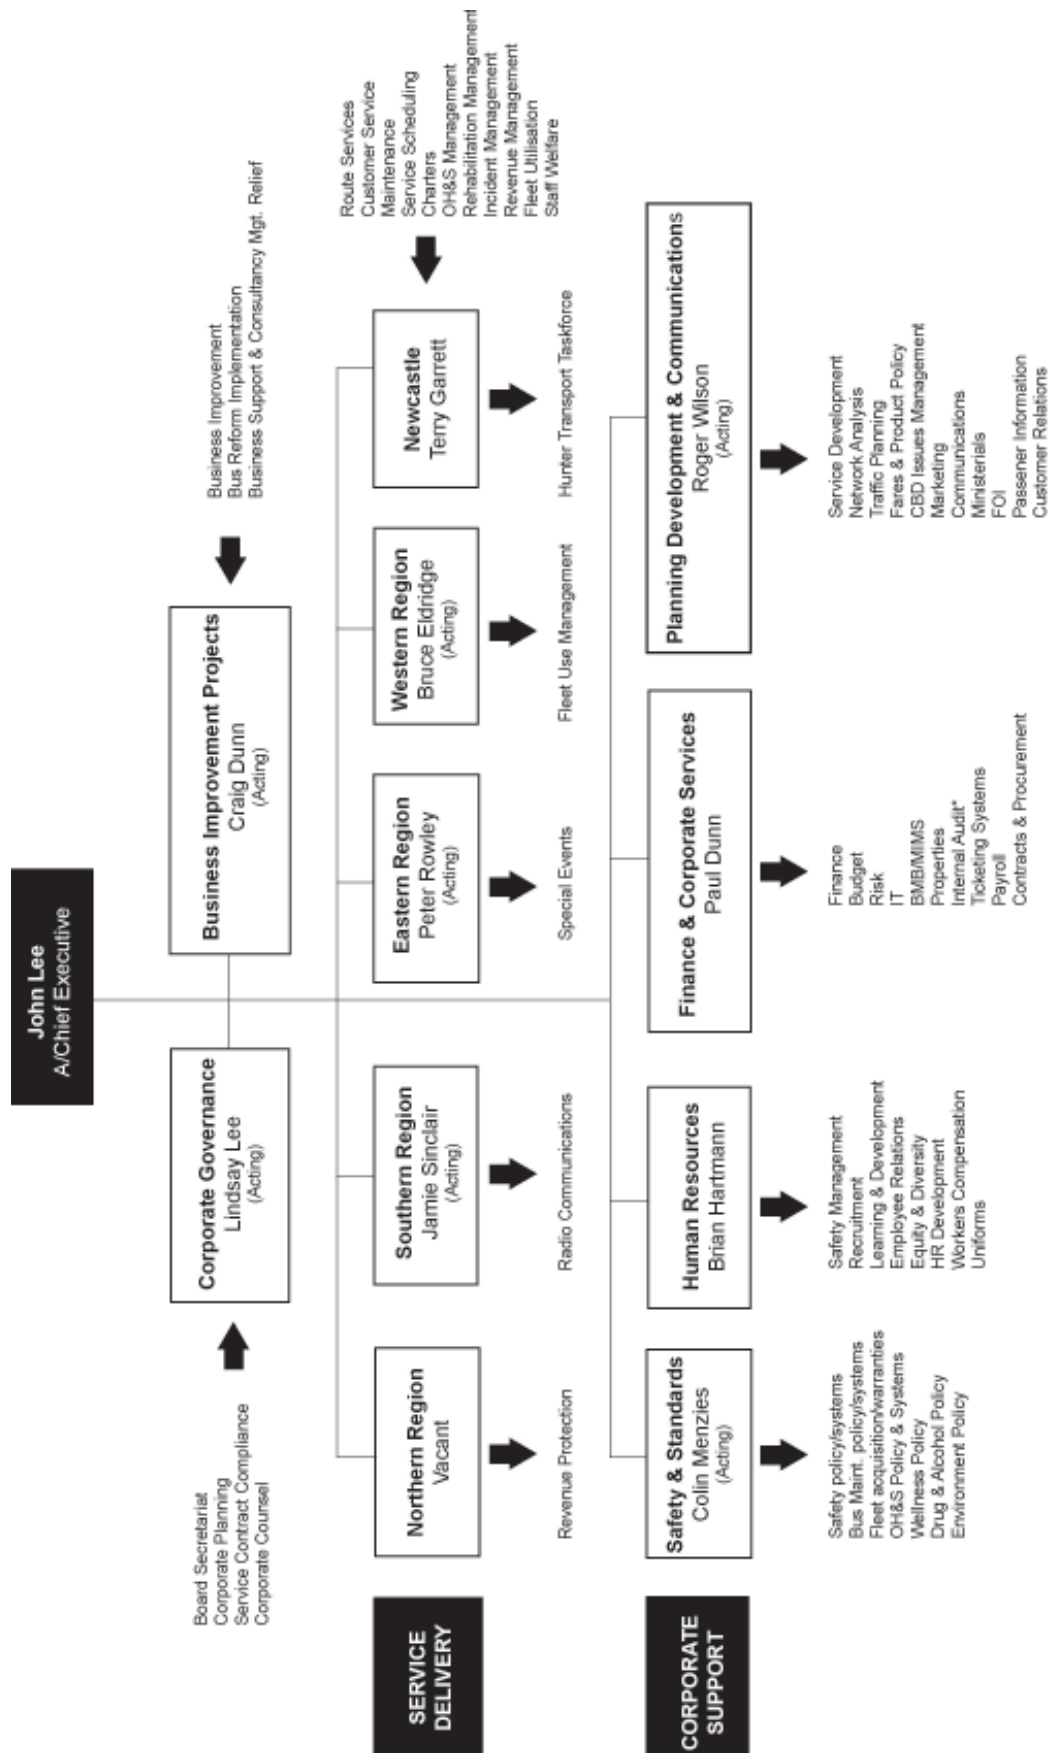 John Lee
A/Chief Executive
Corporate Governance
Lindsay Lee
(Acting)
Board Secretariat
Corporate Planning
Service Contract Compliance
Corporate Counsel
Business Improvement Projects
Craig Dunn
(Acting)
Business Improvement
Bus Reform Implementation
Business Support & Consultancy Mgt. Relief
SERVICE
DELIVERY
Northern Region
Vacant
Revenue Protection
Southern Region
Jamie Sinclair
(Acting)
Radio Communications
Eastern Region
Peter Rowley
(Acting)
Special Events
Western Region
Bruce Eldridge
(Acting)
Fleet Use Management
Newcastle
Terry Garrett
Hunter Transport Taskforce
Route Services
Customer Service
Maintenance
Service Scheduling
Charters
OH&S Management
Rehabilitation Management
Incident Management
Revenue Management
Fleet Utilisation
Staff Welfare
CORPORATE
SUPPORT
Safety & Standards
Colin Menzies
(Acting)
Safety policy/systems
Bus Maint. policy/systems
Fleet acquisition/warranties
OH&S Policy & Systems
Wellness Policy
Drug & Alcohol Policy
Environment Policy
Human Resources
Brian Hartmann
Safety Management
Recruitment
Learning & Development
Employee Relations
Equity & Diversity
HR Development
Workers Compensation
Uniforms
Finance & Corporate Services
Paul Dunn
Finance
Budget
Risk
IT
BMB/MIMS
Properties
Internal Audit*
Ticketing Systems
Payroll
Contracts & Procurement
Planning Development & Communications
Roger Wilson
(Acting)
Service Development
Network Analysis
Traffic Planning
Fares & Product Policy
CBD Issues Management
Marketing
Communications
Ministerials
FOI
Passener Information
Customer Relations